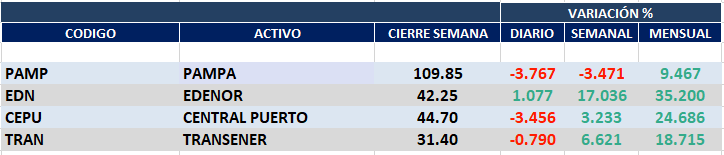 VARIACIÓN %
CODIGO ACTIVO CIERRE SEMANA DIARIO SEMANAL MENSUAL
PAMP PAMPA 109.85 -3.767 -3.471 9.467
EDN EDENOR 42.25 1.077 17.036 35.200
CEPU CENTRAL PUERTO 44.70 -3.456 3.233 24.686
TRAN TRANSENER 31.40 -0.790 6.621 18.715